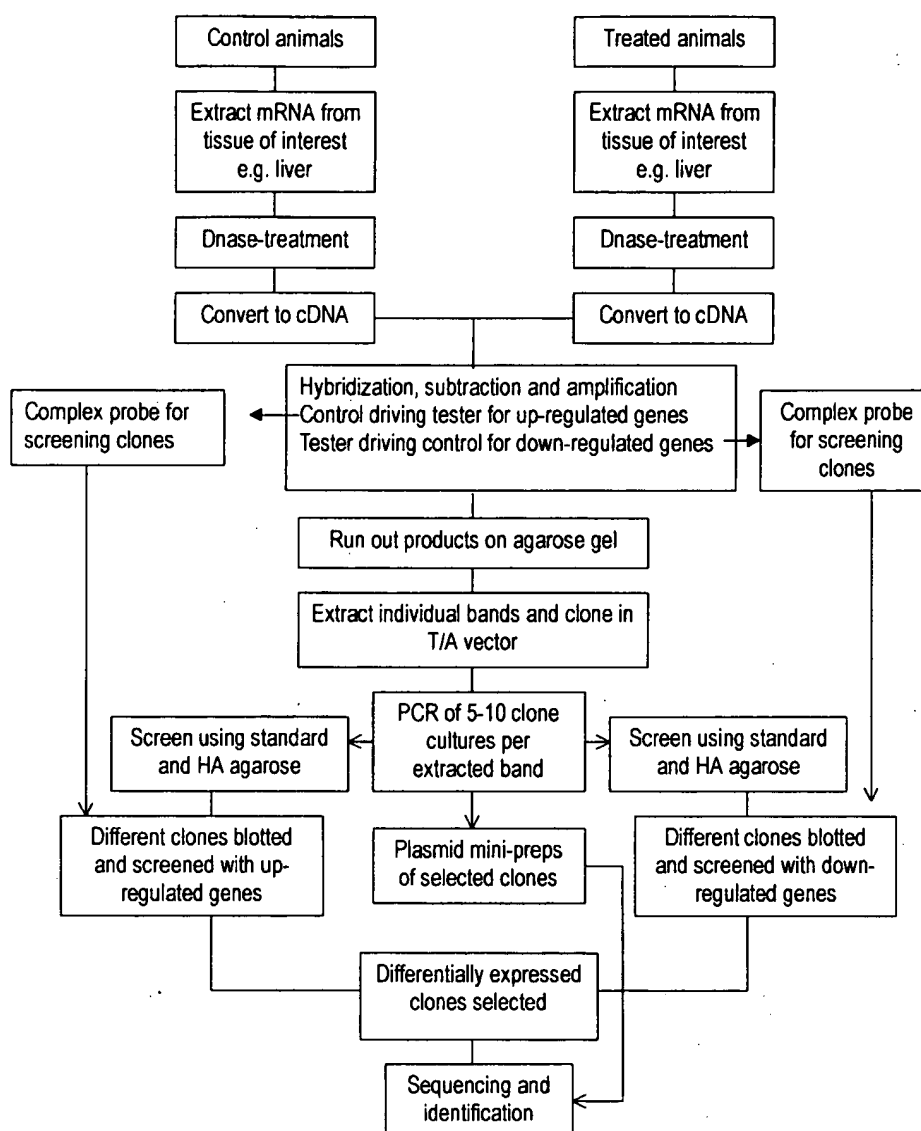 Control animals
Treated animals
Extract mRNA from
tissue of interest
e.g. liver
Extract mRNA from
tissue of interest
e.g. liver
Dnase-treatment
Dnase-treatment
Convert to cDNA
Convert to cDNA
Complex probe for
screening clones
Hybridization, subtraction and amplification
Control driving tester for up-regulated genes
Tester driving control for down-regulated genes
Complex probe
for screening
clones
Run out products on agarose gel
Extract individual bands and clone in
T/A vector
Screen using standard
and HA agarose
PCR of 5-10 clone
cultures per
extracted band
Screen using standard
and HA agarose
Different clones blotted
and screened with up-
regulated genes
Plasmid mini-preps
of selected clones
Different clones blotted
and screened with down-
regulated genes
Differentially expressed
clones selected
Sequencing and
identification